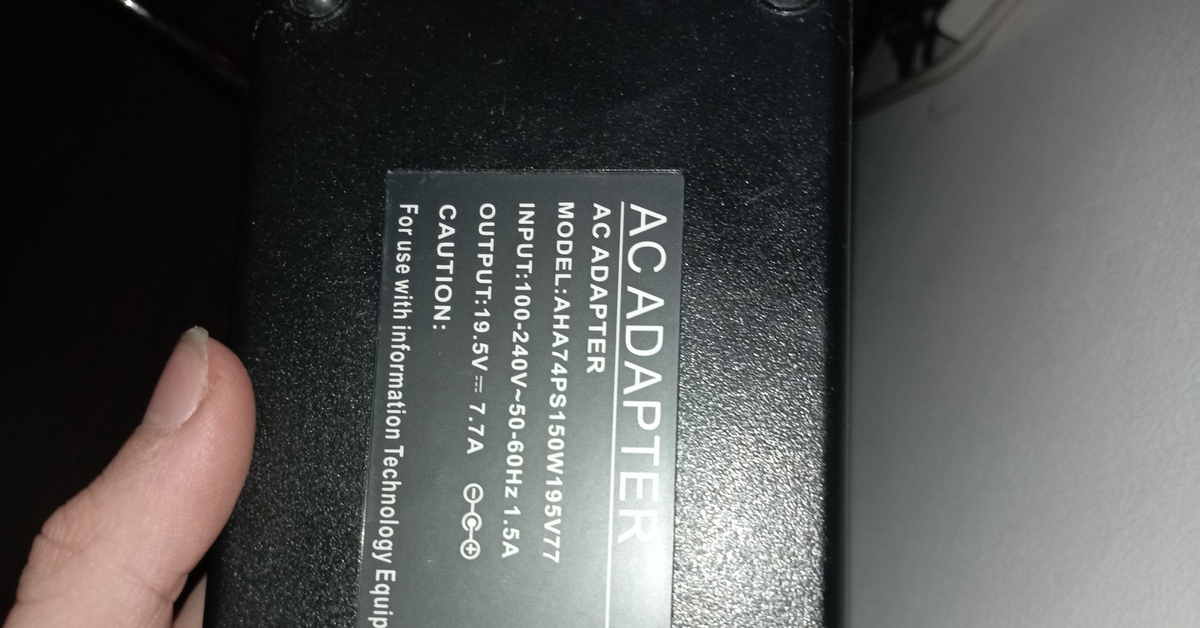 AC ADAPTER
AC ADAPTER
MODEL:AHA74PS150W195V77
INPUT:100-240V~50-60Hz 1.5A
OUTPUT:19.5V⎓7.7A
CAUTION:
For use with information Technology Equip